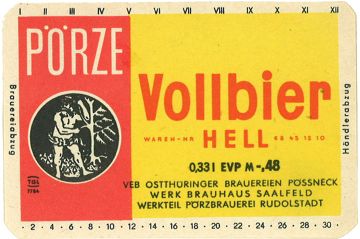 I II III IV V VI VII VIII IX X XI XII
PÖRZE
Brauereiabzug
Vollbier
WAREN-NR HELL 68 45 15 10
0,33 l EVP M -,48
VEB OSTTHÜRINGER BRAUEREIEN PÖSSNECK
WERK BRAUHAUS SAALFELD
WERKTEIL PÖRZBRAUEREI RUDOLSTADT
TGL
7764
Händlerabzug
2 · 4 · 6 · 8 · 10 · 12 · 14 · 16 · 18 · 20 · 22 · 24 · 26 · 28 · 30 ·